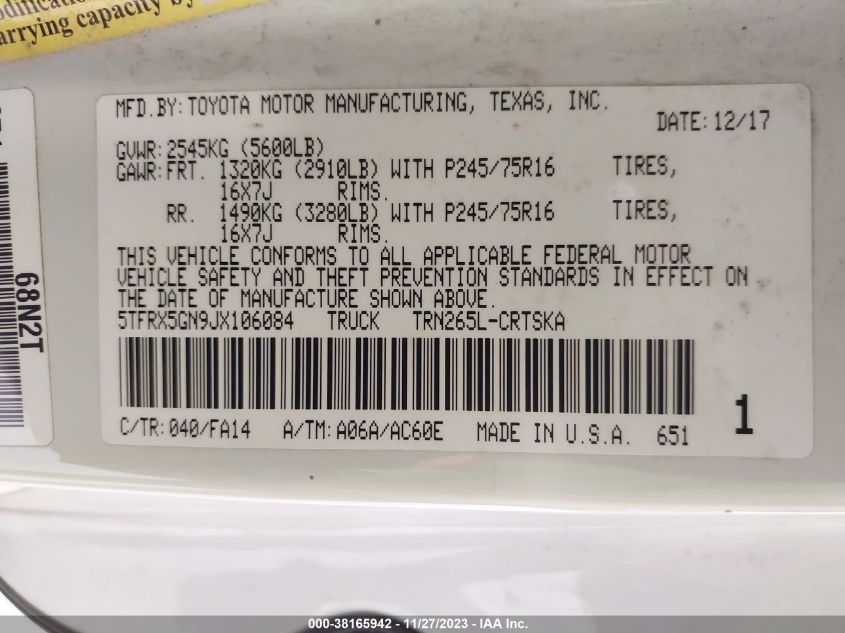 odification
arrying capacity by
MFD.BY:TOYOTA MOTOR MANUFACTURING, TEXAS, INC.
DATE:12/17
GVWR:2545KG (5600LB)
GAWR:FRT. 1320KG (2910LB) WITH P245/75R16 TIRES,
16X7J RIMS.
RR. 1490KG (3280LB) WITH P245/75R16 TIRES,
16X7J RIMS.
THIS VEHICLE CONFORMS TO ALL APPLICABLE FEDERAL MOTOR
VEHICLE SAFETY AND THEFT PREVENTION STANDARDS IN EFFECT ON
THE DATE OF MANUFACTURE SHOWN ABOVE.
5TFRX5GN9JX106084 TRUCK TRN265L-CRTSKA
C/TR:040/FA14 A/TM:A06A/AC60E MADE IN U.S.A. 651
1
68N2T
000-38165942 - 11/27/2023 - IAA Inc.